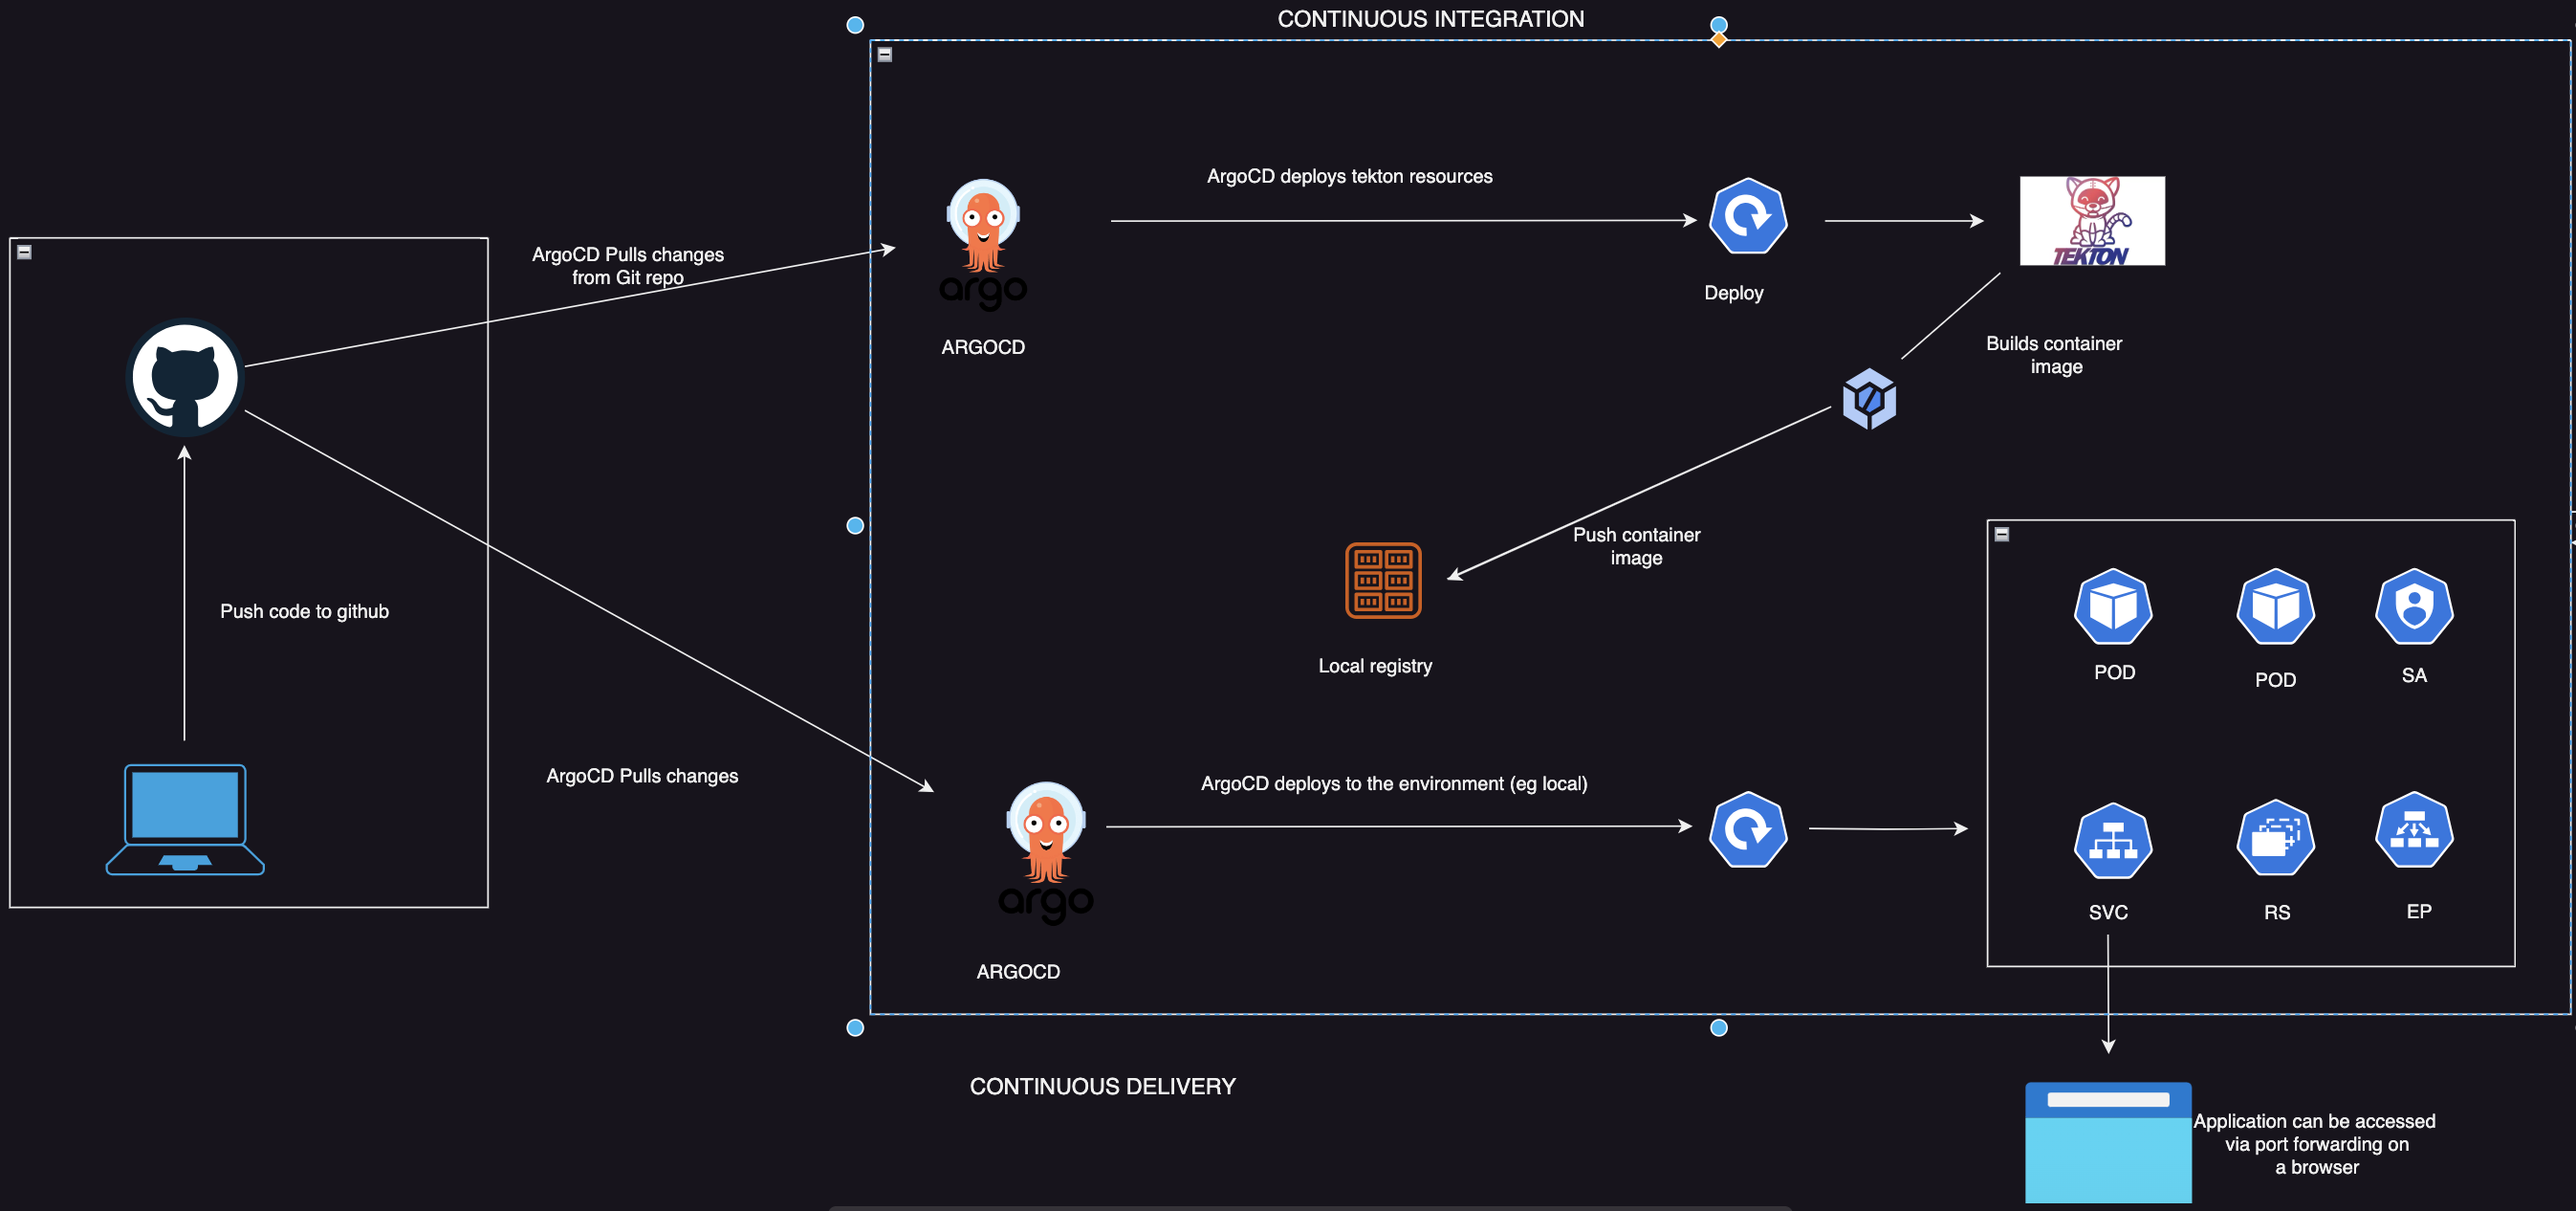 CONTINUOUS INTEGRATION
ArgoCD deploys tekton resources
TEKTON
ArgoCD Pulls changes
from Git repo
argo
Deploy
ARGOCD
Builds container
image
Push container
image
Push code to github
Local registry
POD
POD
SA
ArgoCD Pulls changes
ArgoCD deploys to the environment (eg local)
argo
SVC
RS
EP
ARGOCD
CONTINUOUS DELIVERY
Application can be accessed
via port forwarding on
a browser